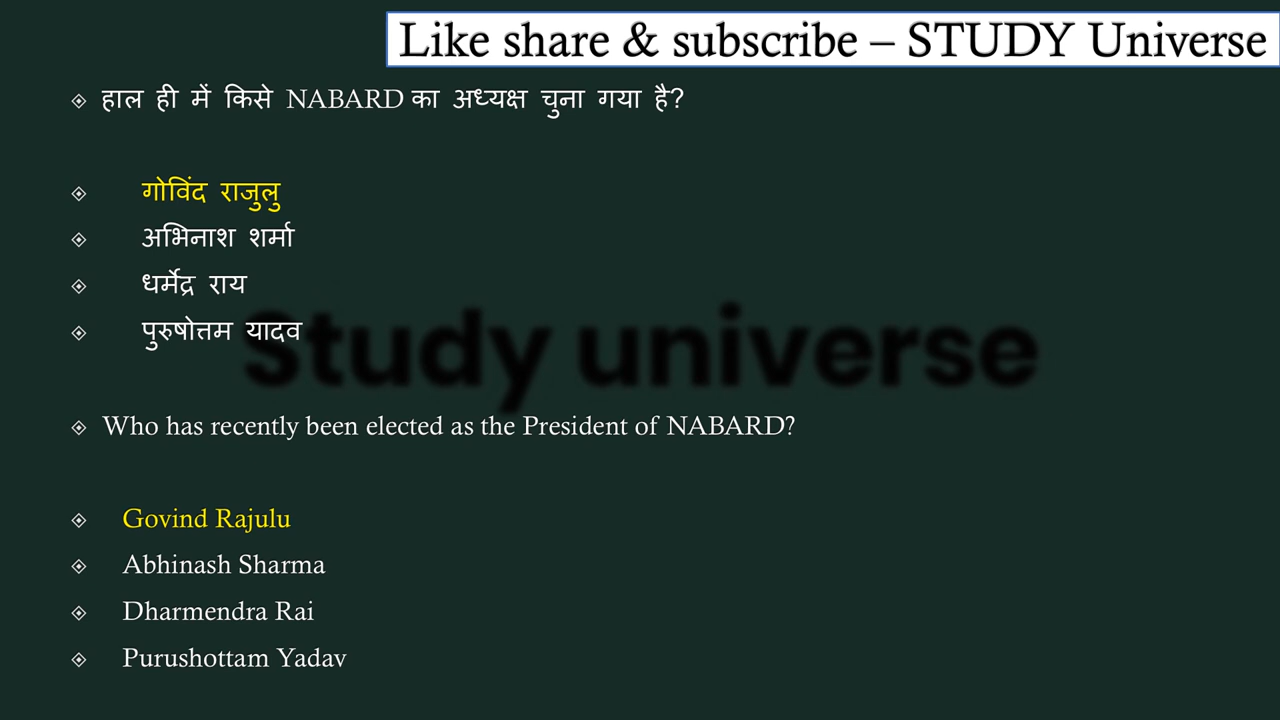 Like share & subscribe – STUDY Universe
हाल ही में किसे NABARD का अध्यक्ष चुना गया है?
गोविंद राजुलु
अभिनाश शर्मा
धर्मेंद्र राय
पुरुषोत्तम यादव
Study universe
Who has recently been elected as the President of NABARD?
Govind Rajulu
Abhinash Sharma
Dharmendra Rai
Purushottam Yadav